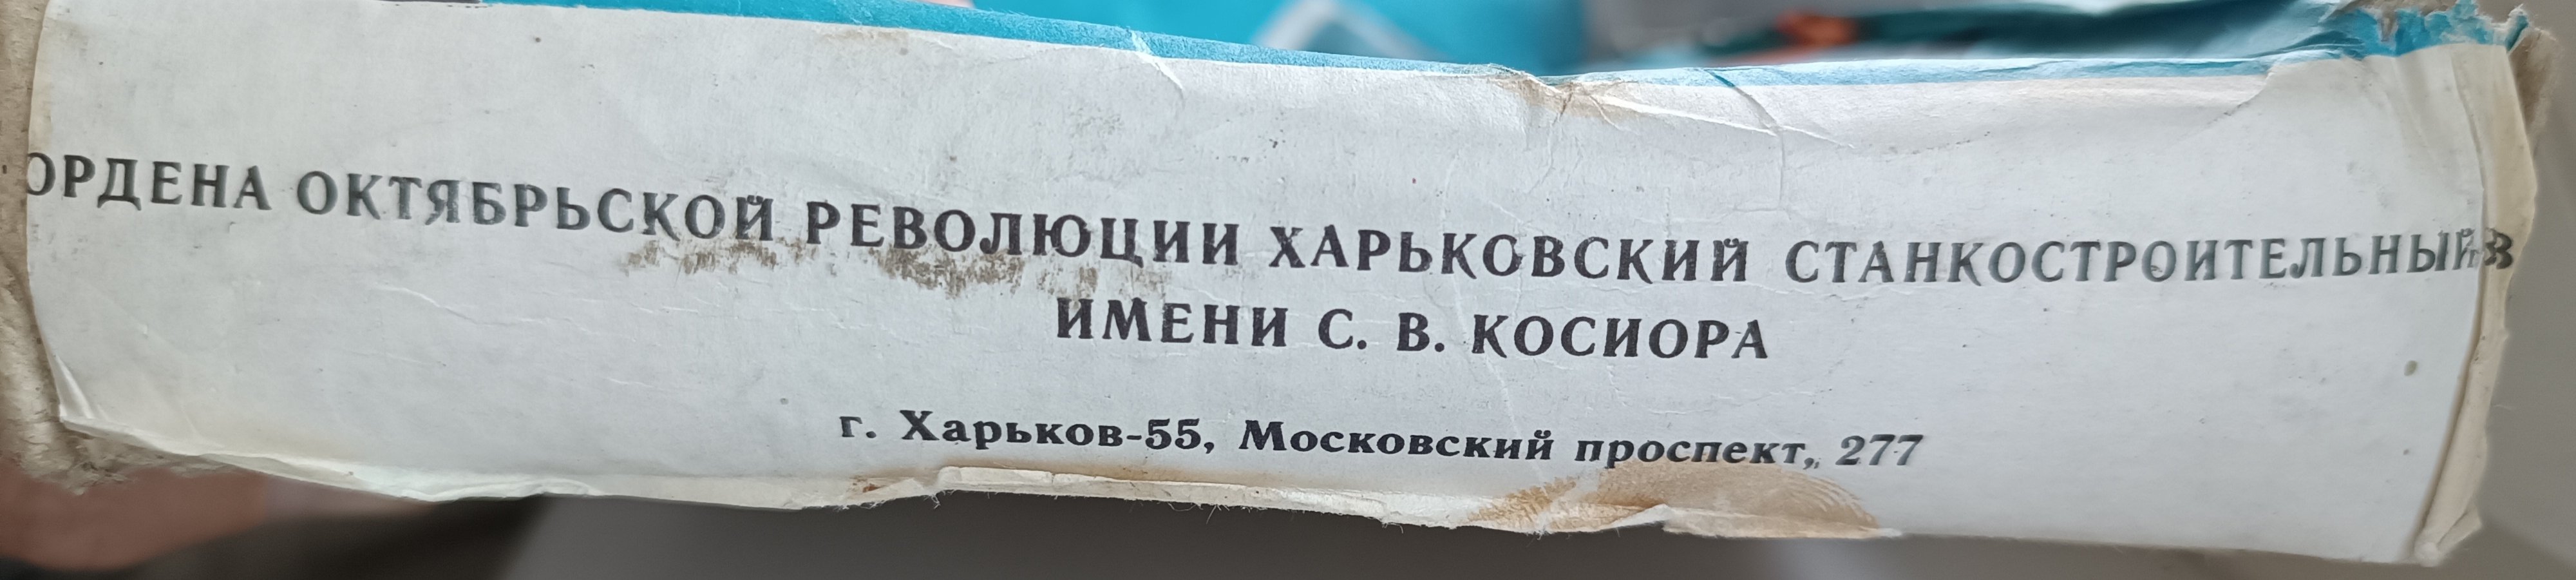 ОРДЕНА ОКТЯБРЬСКОЙ РЕВОЛЮЦИИ ХАРЬКОВСКИЙ СТАНКОСТРОИТЕЛЬНЫЙ
ИМЕНИ С. В. КОСИОРА
г. Харьков-55, Московский проспект, 277